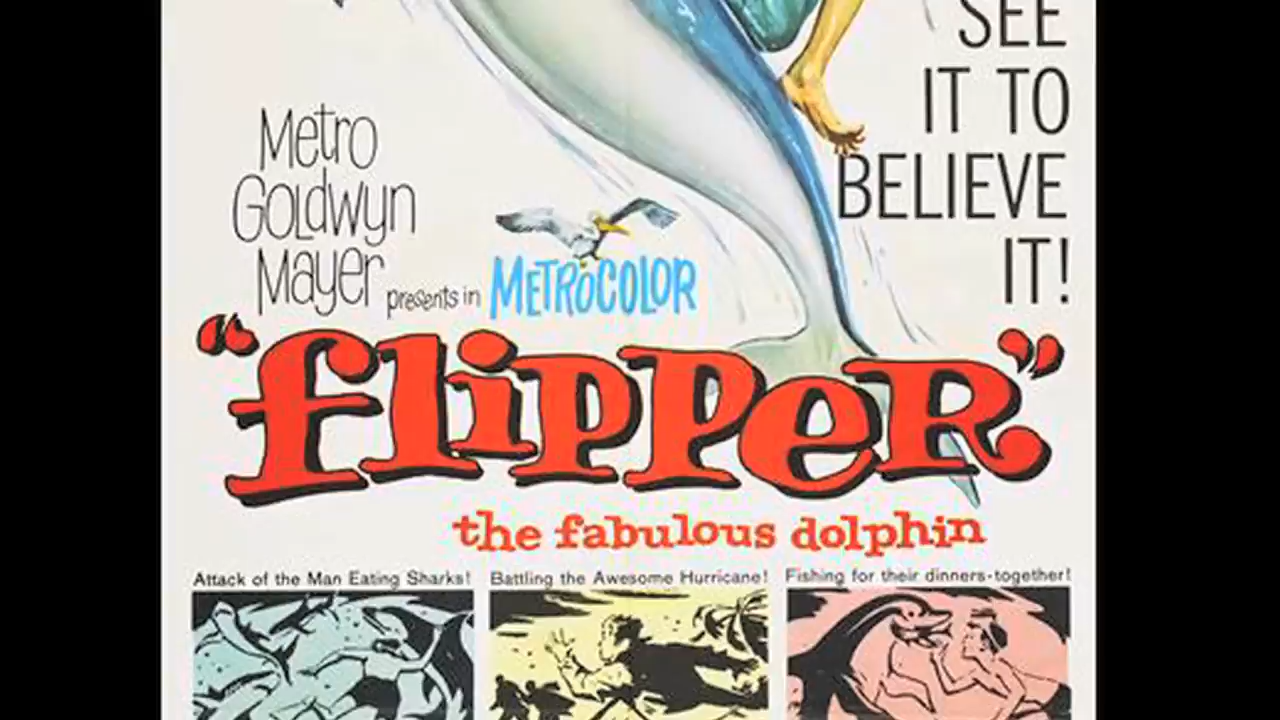 SEE
IT TO
BELIEVE
IT!
Metro
Goldwyn
Mayer presents in METROCOLOR
"flipper"
the fabulous dolphin
Attack of the Man Eating Sharks!
Battling the Awesome Hurricane!
Fishing for their dinners-together!